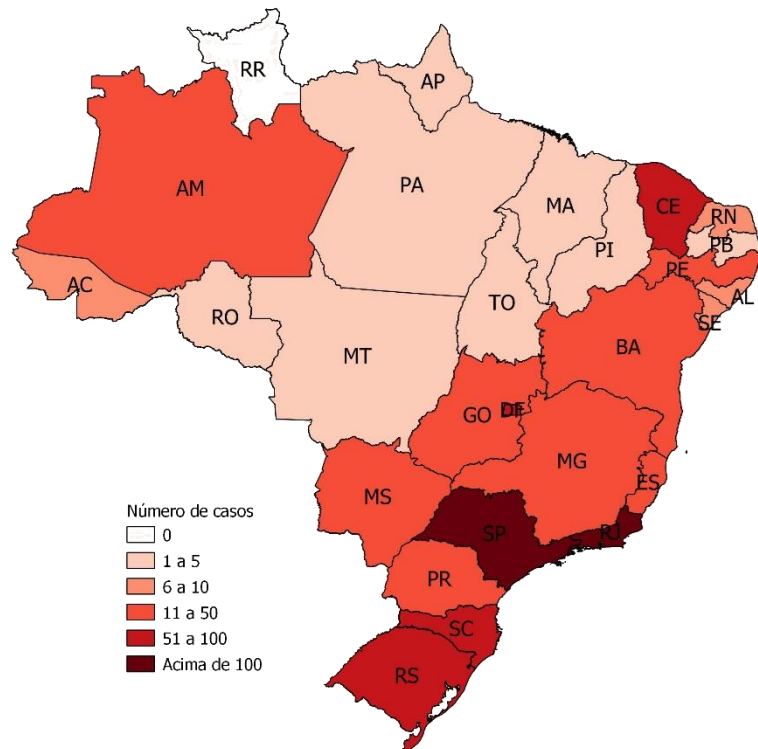 RR
AP
AM
PA
MA
CE
RN
PB
PI
PE
AC
AL
TO
RO
SE
MT
BA
GO
DF
MG
ES
MS
SP
RJ
PR
SC
RS
Número de casos
0
1 a 5
6 a 10
11 a 50
51 a 100
Acima de 100